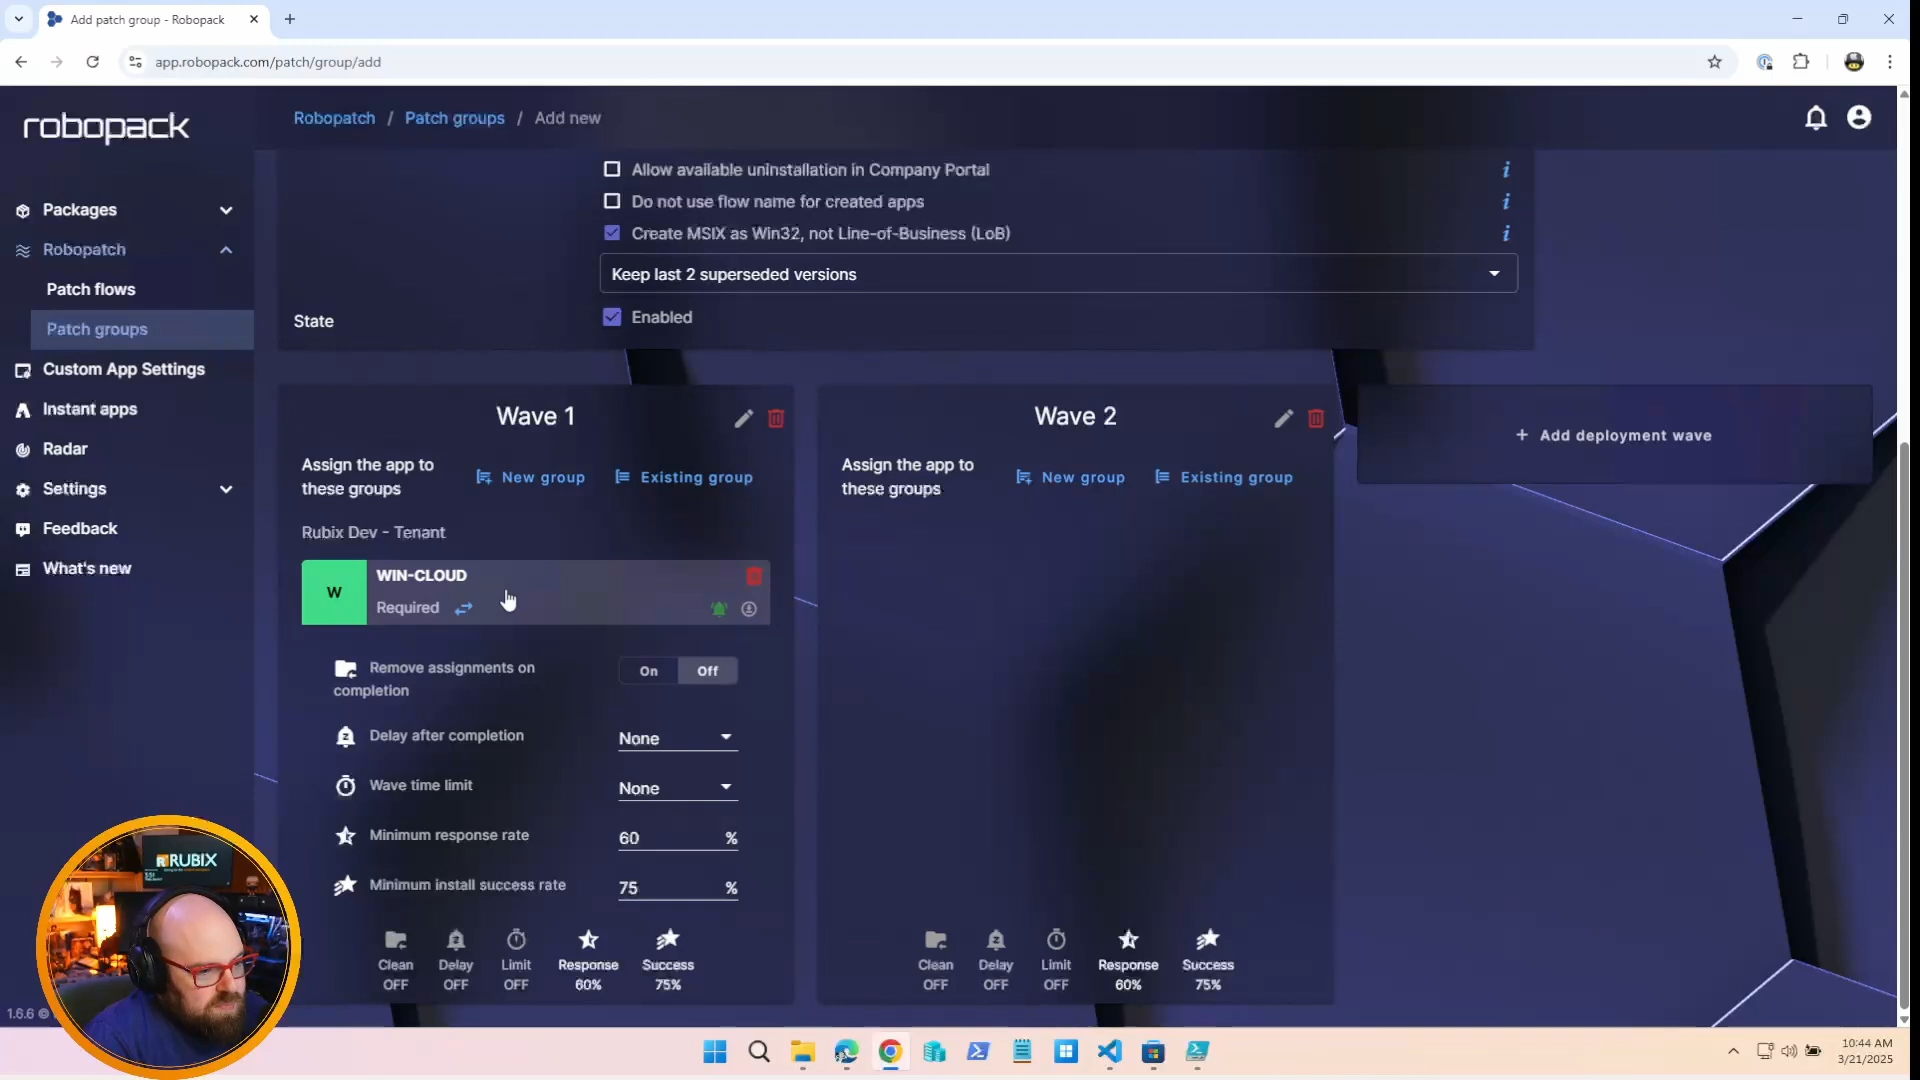 Add patch group - Robopack
app.robopack.com/patch/group/add
robopack
Robopatch / Patch groups / Add new
Packages
Robopatch
Patch flows
Patch groups
Custom App Settings
Instant apps
Radar
Settings
Feedback
What's new
1.6.6 ©
Allow available uninstallation in Company Portal
Do not use flow name for created apps
Create MSIX as Win32, not Line-of-Business (LoB)
Keep last 2 superseded versions
State
Enabled
Wave 1
Assign the app to
these groups
New group
Existing group
Rubix Dev - Tenant
W
WIN-CLOUD
Required
Remove assignments on
completion
On
Off
Delay after completion
None
Wave time limit
None
Minimum response rate
60 %
Minimum install success rate
75 %
Clean Delay Limit Response Success
OFF OFF OFF 60% 75%
Wave 2
Assign the app to
these groups
New group
Existing group
Clean Delay Limit Response Success
OFF OFF OFF 60% 75%
+ Add deployment wave
RUBIX
10:44 AM
3/21/2025